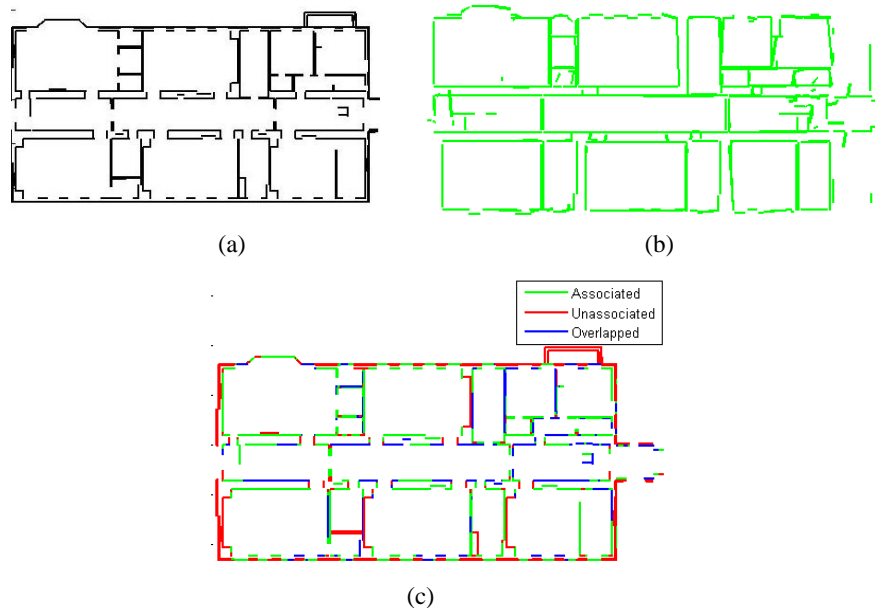 (a)
(b)
Associated
Unassociated
Overlapped
(c)